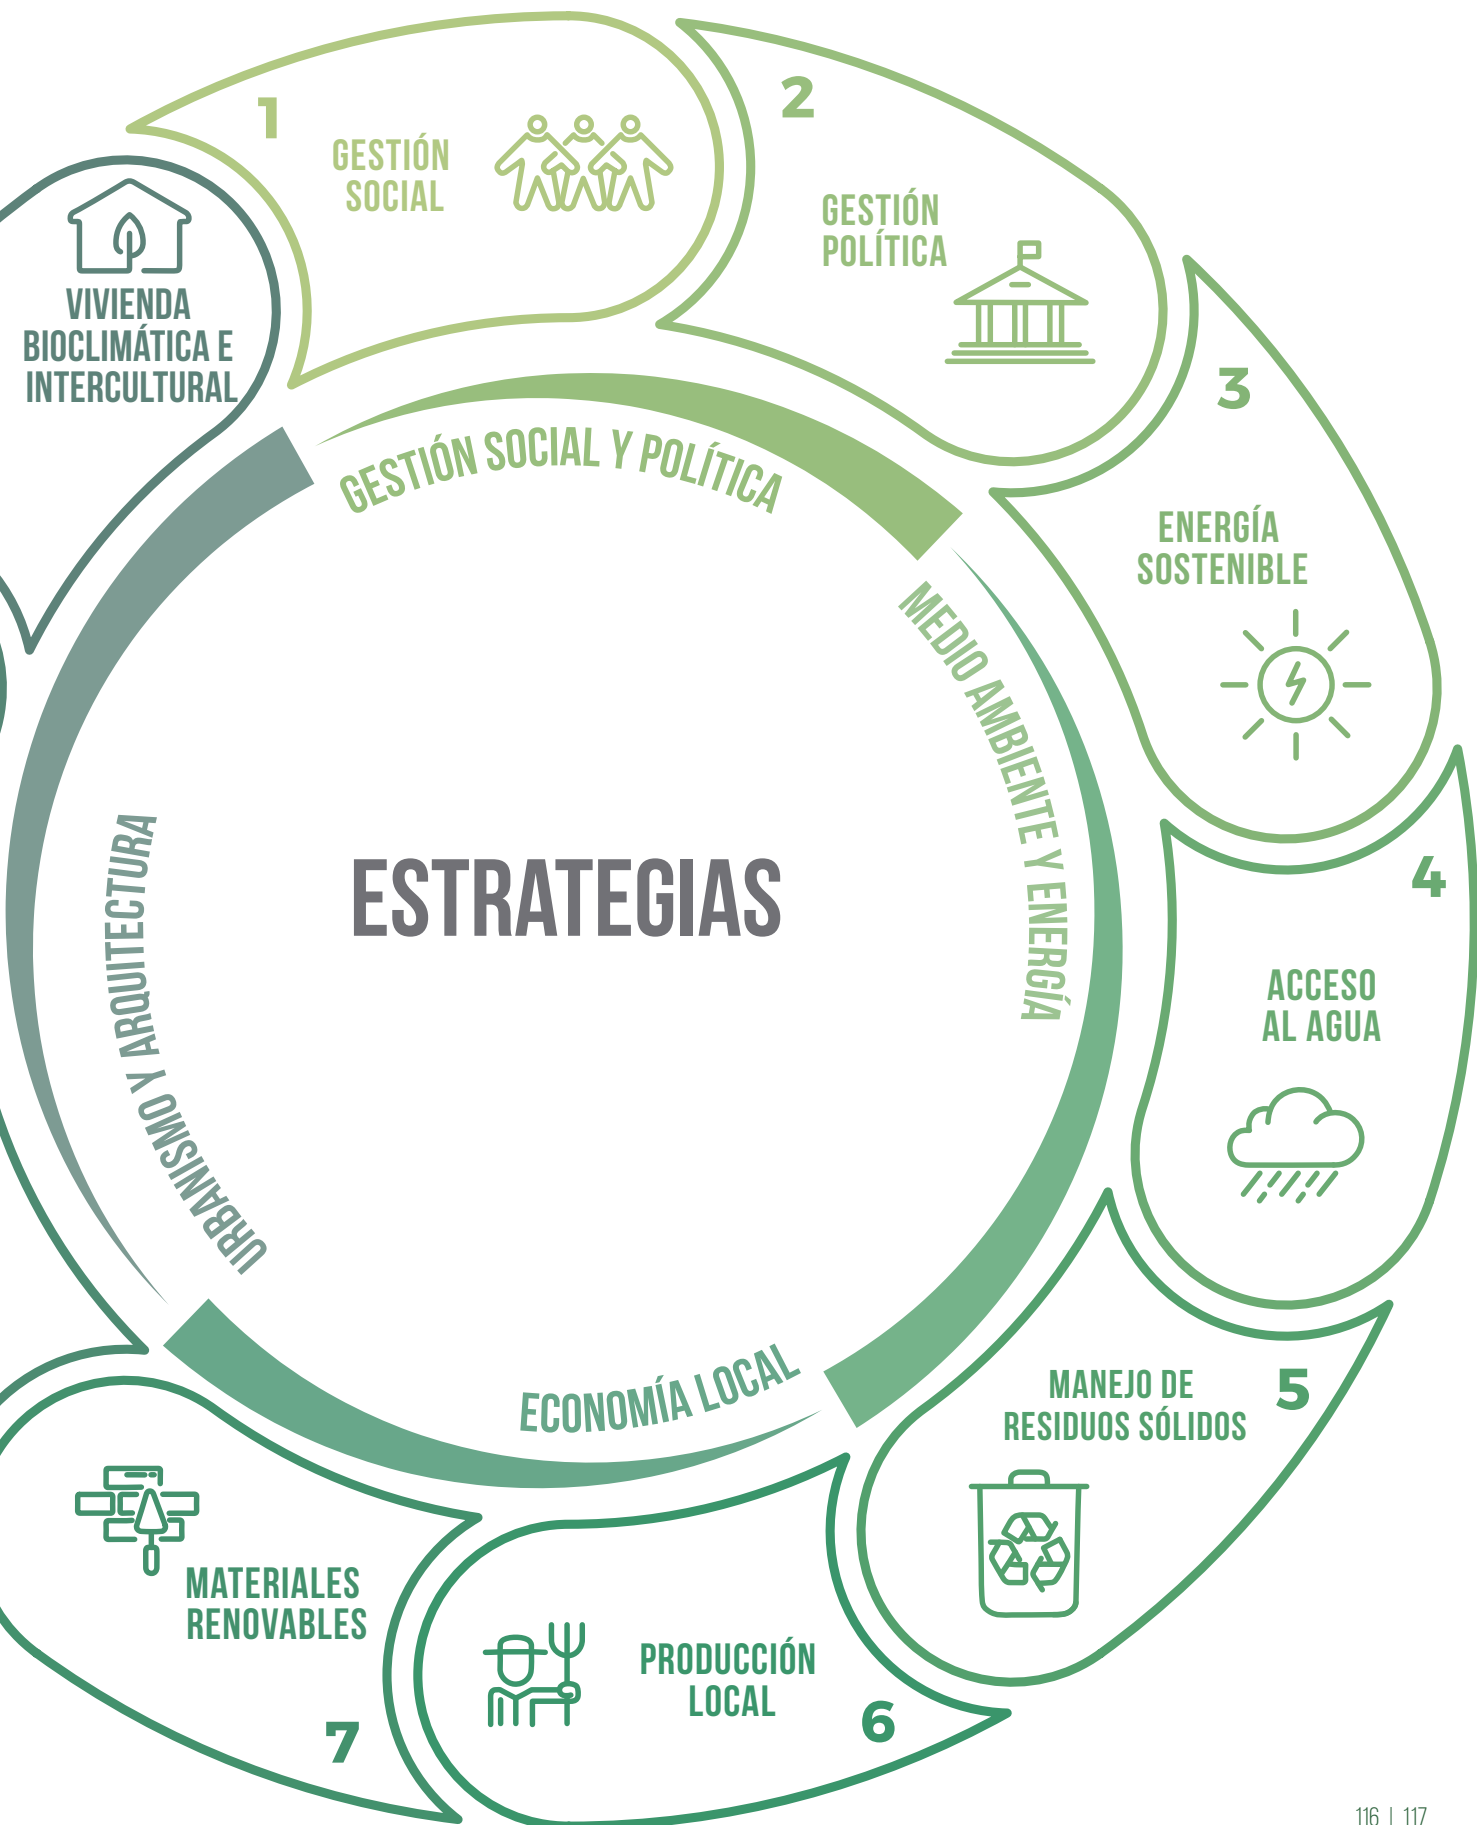 1
GESTIÓN
SOCIAL
2
GESTIÓN
POLÍTICA
3
ENERGÍA
SOSTENIBLE
4
ACCESO
AL AGUA
5
MANEJO DE
RESIDUOS SÓLIDOS
6
PRODUCCIÓN
LOCAL
7
MATERIALES
RENOVABLES
VIVIENDA
BIOCLIMÁTICA E
INTERCULTURAL
GESTIÓN SOCIAL Y POLÍTICA
MEDIO AMBIENTE Y ENERGÍA
ECONOMÍA LOCAL
URBANISMO Y ARQUITECTURA
ESTRATEGIAS
116 | 117